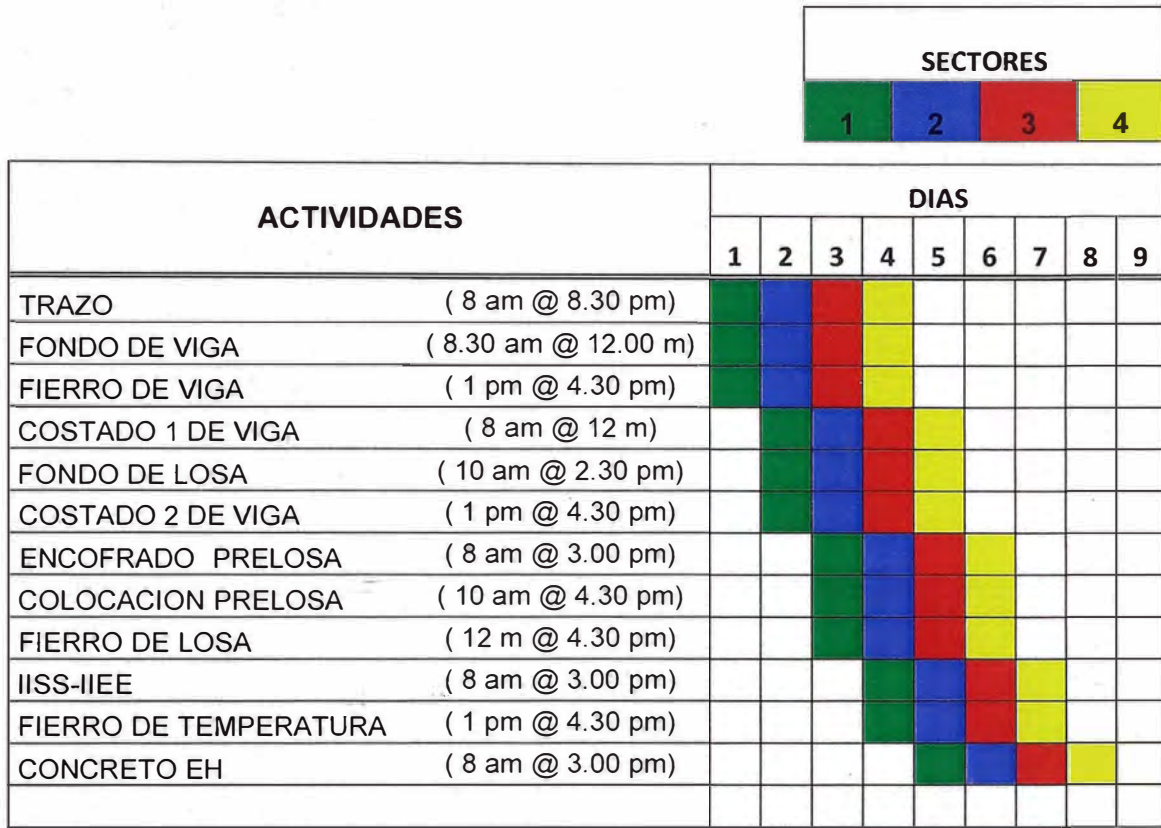 SECTORES
1 2 3 4
ACTIVIDADES
DIAS
1 2 3 4 5 6 7 8 9
TRAZO ( 8 am @ 8.30 pm)
FONDO DE VIGA ( 8.30 am @ 12.00 m)
FIERRO DE VIGA ( 1 pm @ 4.30 pm)
COSTADO 1 DE VIGA ( 8 am @ 12 m)
FONDO DE LOSA ( 10 am @ 2.30 pm)
COSTADO 2 DE VIGA ( 1 pm @ 4.30 pm)
ENCOFRADO PRELOSA ( 8 am @ 3.00 pm)
COLOCACION PRELOSA ( 10 am @ 4.30 pm)
FIERRO DE LOSA ( 12 m @ 4.30 pm)
IISS-IIEE ( 8 am @ 3.00 pm)
FIERRO DE TEMPERATURA ( 1 pm @ 4.30 pm)
CONCRETO EH ( 8 am @ 3.00 pm)